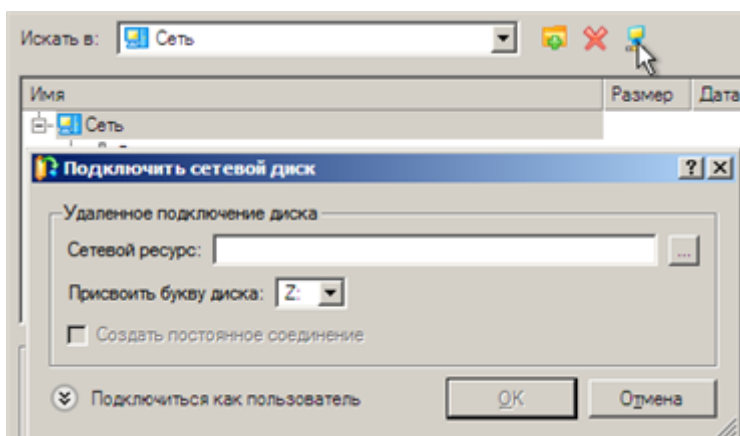 Искать в: Сеть
Имя Размер Дата
Сеть
Подключить сетевой диск
Удаленное подключение диска
Сетевой ресурс: ...
Присвоить букву диска: Z:
Создать постоянное соединение
Подключиться как пользователь OK Отмена